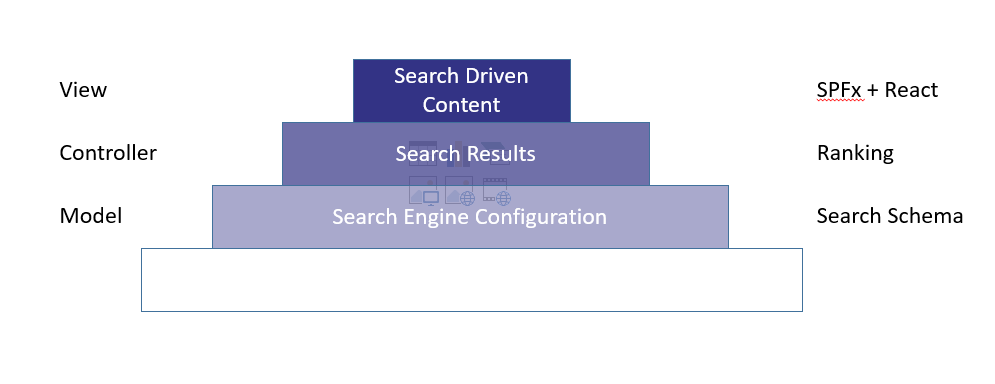 View
Search Driven
Content
SPFx + React
Controller
Search Results
Ranking
Model
Search Engine Configuration
Search Schema